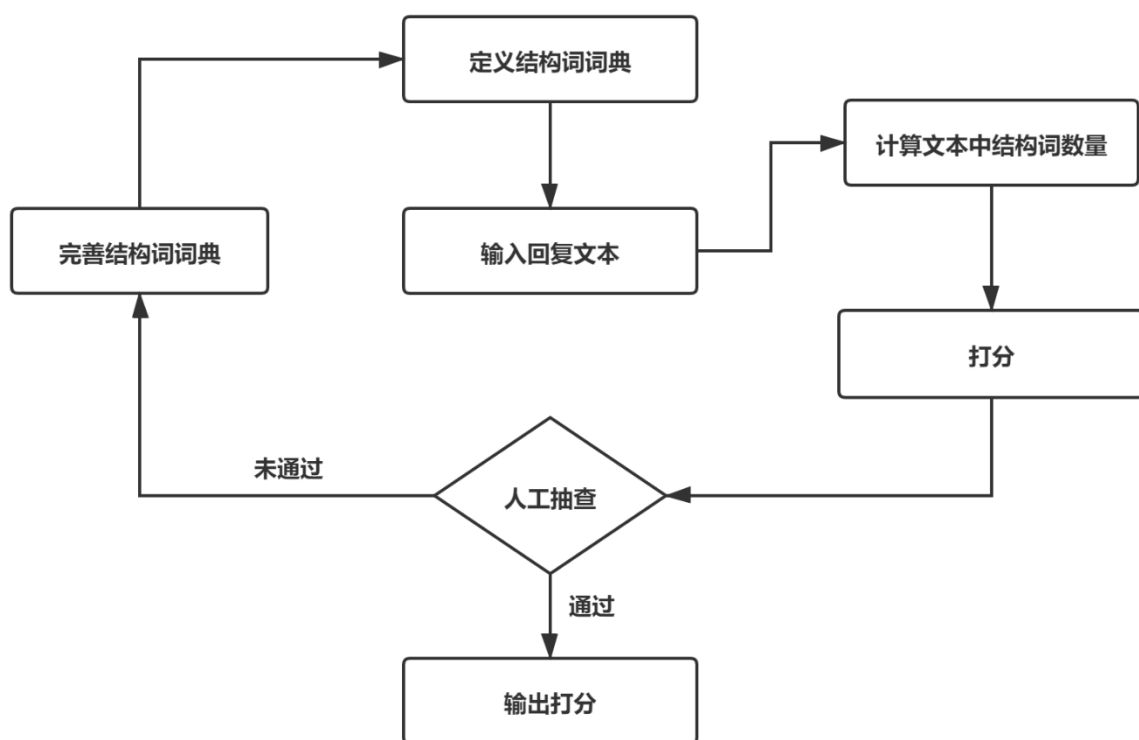 定义结构词词典
计算文本中结构词数量
完善结构词词典
输入回复文本
打分
未通过
人工抽查
通过
输出打分